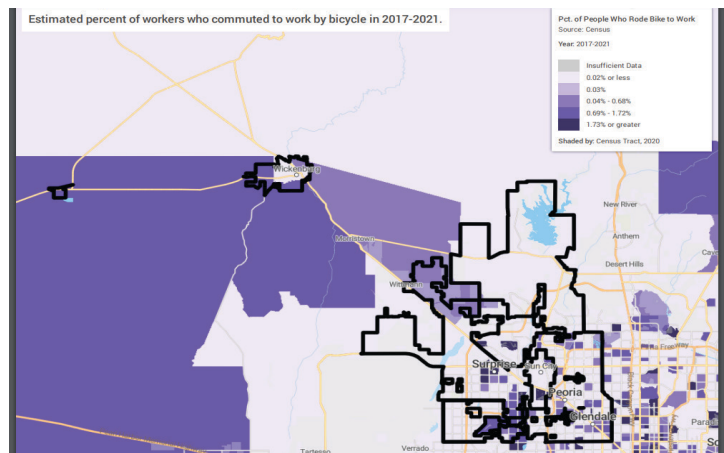 Estimated percent of workers who commuted to work by bicycle in 2017-2021.
Pct. of People Who Rode Bike to Work
Source: Census
Year: 2017-2021
Insufficient Data
0.02% or less
0.03%
0.04% - 0.68%
0.69% - 1.72%
1.73% or greater
Shaded by: Census Tract, 2020
Wickenburg
New River
Morristown
Anthem
Desert Hills
Surprise
Sun City
Peoria
Glendale
Verrado